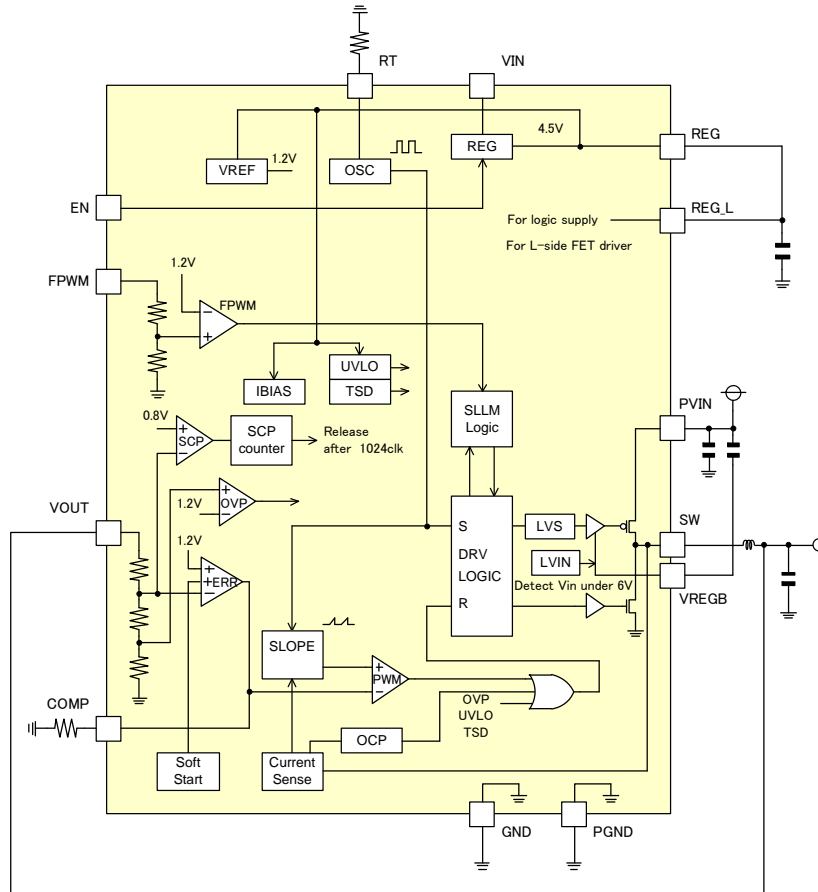 RT
VIN
4.5V
REG
VREF
1.2V
OSC
REG
EN
REG_L
For logic supply
For L-side FET driver
FPWM
1.2V
FPWM
−
+
UVLO
TSD
IBIAS
SLLM
Logic
PVIN
0.8V
+
SCP
−
SCP
counter
Release
after 1024clk
VOUT
+
OVP
−
1.2V
SW
S
DRV
LOGIC
R
LVS
LVIN
Detect Vin under 6V
VREGB
1.2V
+
+ERR
−
SLOPE
+
PWM
−
OVP
UVLO
TSD
COMP
OCP
Soft
Start
Current
Sense
GND
PGND